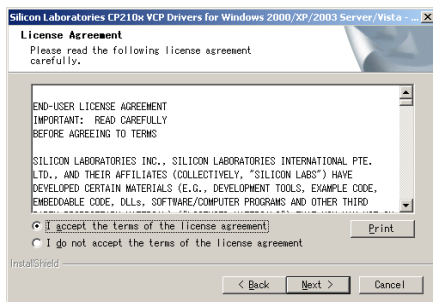 Silicon Laboratories CP210x VCP Drivers for Windows 2000/XP/2003 Server/Vista - ...
License Agreement
Please read the following license agreement
carefully.
END-USER LICENSE AGREEMENT
IMPORTANT: READ CAREFULLY
BEFORE AGREEING TO TERMS
SILICON LABORATORIES INC., SILICON LABORATORIES INTERNATIONAL PTE.
LTD., AND THEIR AFFILIATES (COLLECTIVELY, "SILICON LABS") HAVE
DEVELOPED CERTAIN MATERIALS (E.G., DEVELOPMENT TOOLS, EXAMPLE CODE,
EMBEDDABLE CODE, DLLs, SOFTWARE/COMPUTER PROGRAMS AND OTHER THIRD
I accept the terms of the license agreement
Print
I do not accept the terms of the license agreement
InstallShield
< Back
Next >
Cancel